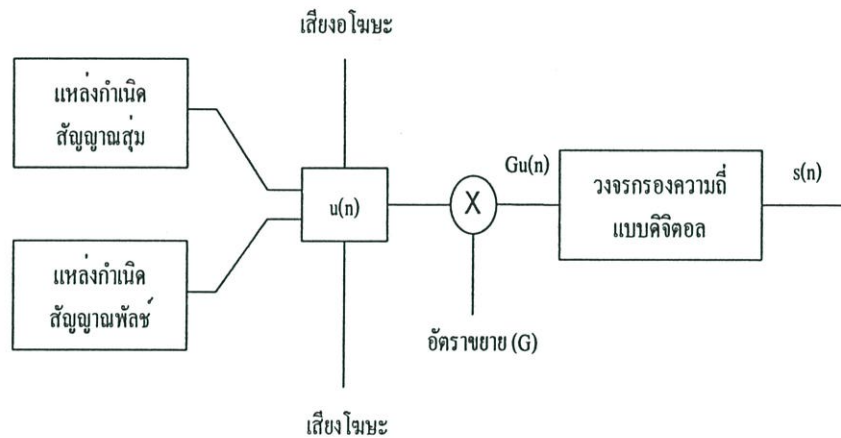 เสียงอโฆษะ
แหล่งกำเนิด
สัญญาณสุ่ม
u(n)
X
Gu(n)
วงจรกรองความถี่
แบบดิจิตอล
s(n)
แหล่งกำเนิด
สัญญาณพัลซ์
อัตราขยาย (G)
เสียงโฆษะ